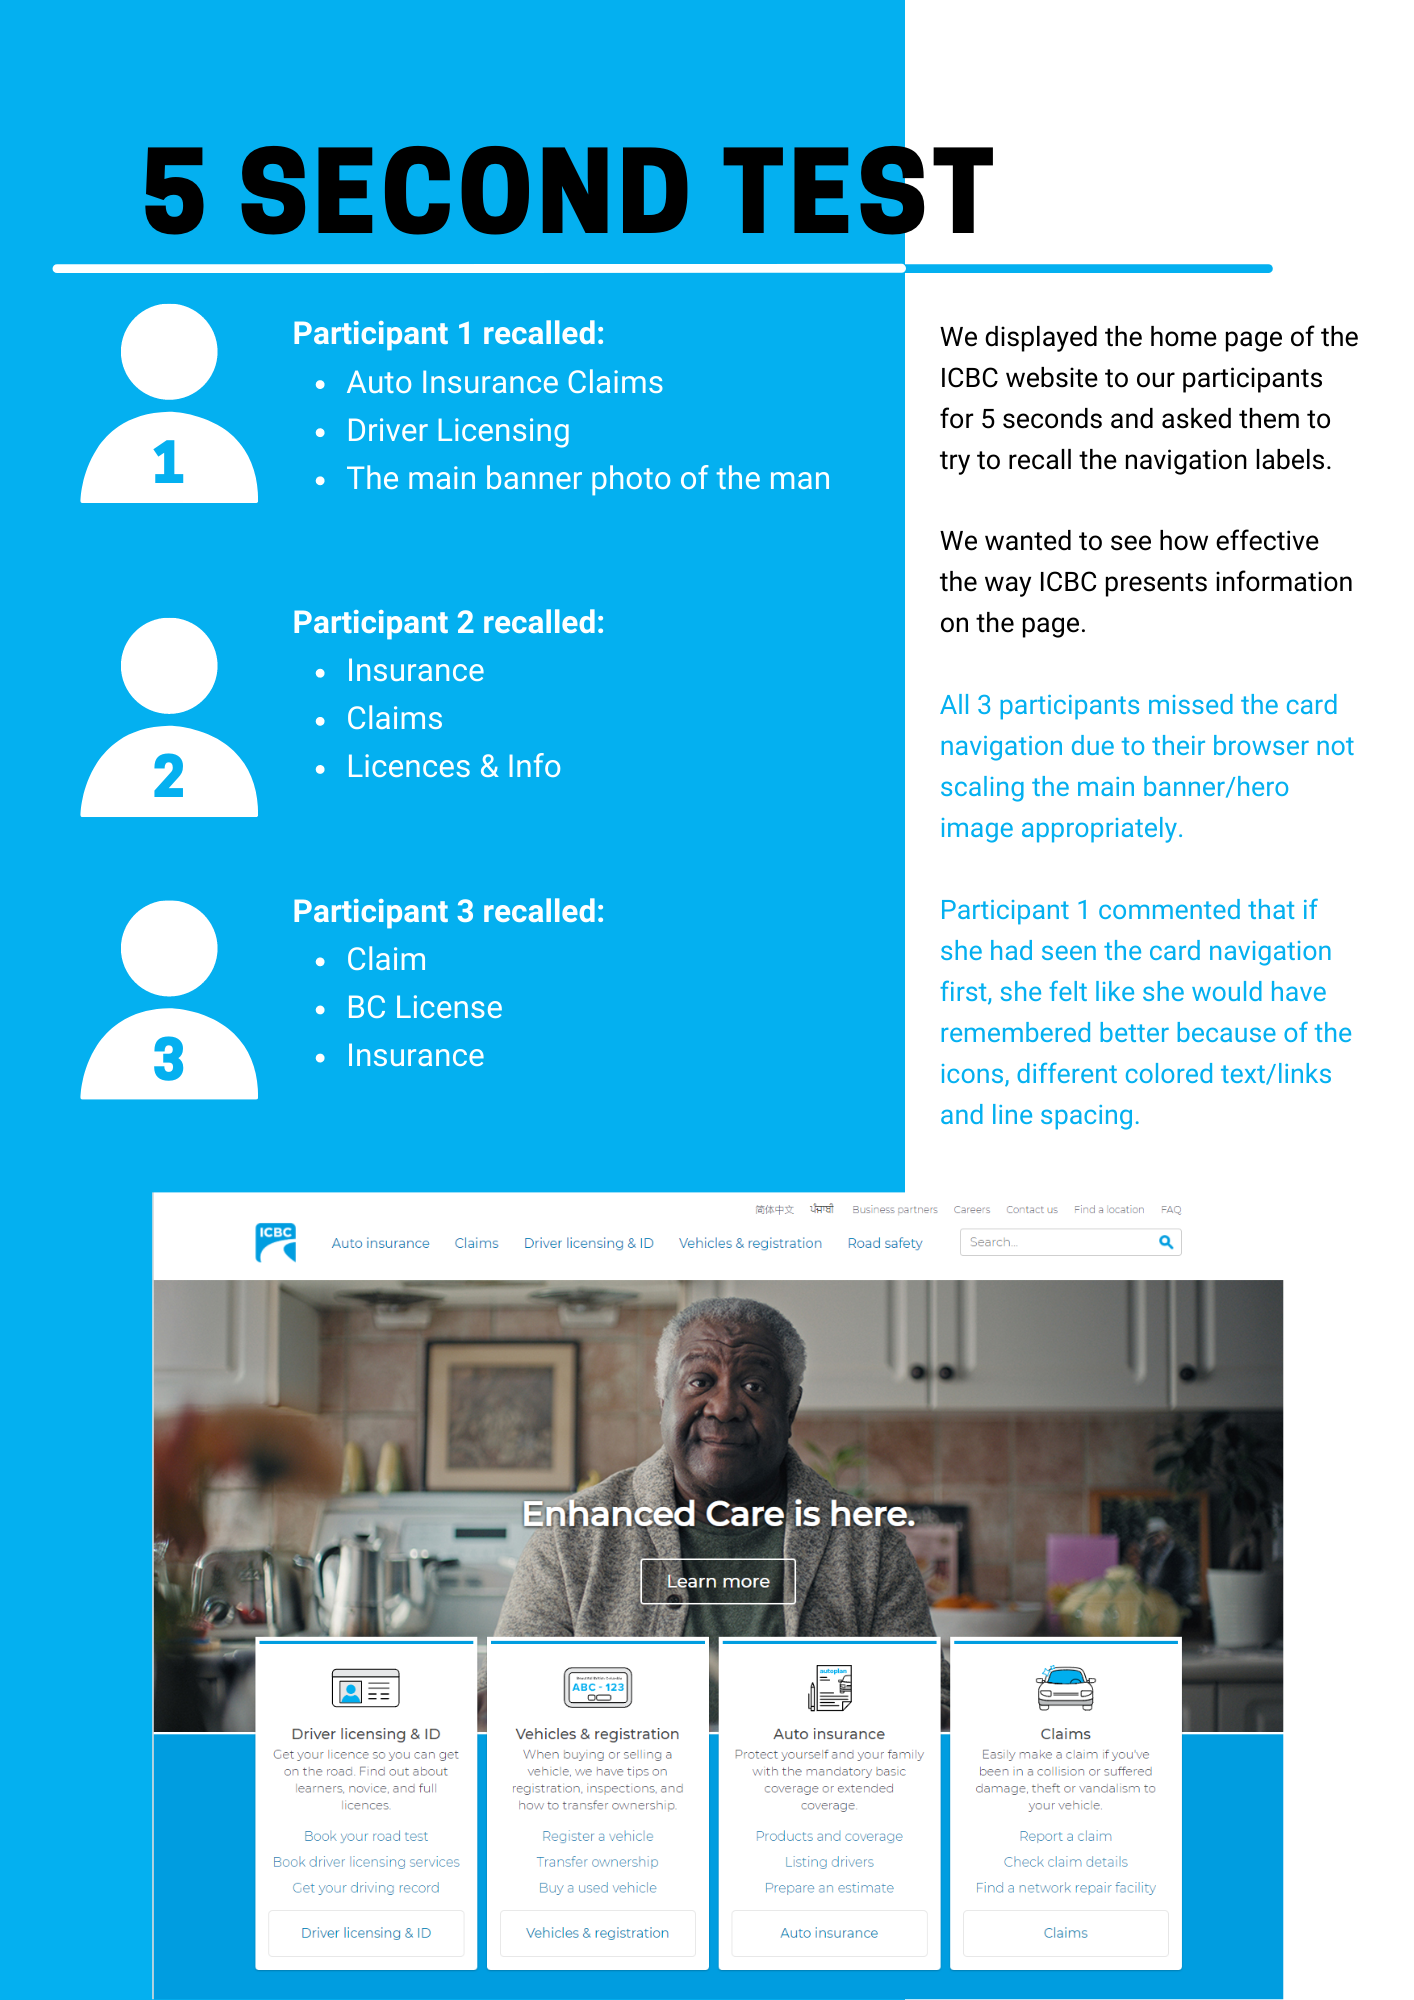 5 SECOND TEST
1
Participant 1 recalled:
• Auto Insurance Claims
• Driver Licensing
• The main banner photo of the man
2
Participant 2 recalled:
• Insurance
• Claims
• Licences & Info
3
Participant 3 recalled:
• Claim
• BC License
• Insurance
We displayed the home page of the
ICBC website to our participants
for 5 seconds and asked them to
try to recall the navigation labels.
We wanted to see how effective
the way ICBC presents information
on the page.
All 3 participants missed the card
navigation due to their browser not
scaling the main banner/hero
image appropriately.
Participant 1 commented that if
she had seen the card navigation
first, she felt like she would have
remembered better because of the
icons, different colored text/links
and line spacing.
简体中文 ਪੰਜਾਬੀ Business partners Careers Contact us Find a location FAQ
ICBC
Auto insurance Claims Driver licensing & ID Vehicles & registration Road safety Search...
Enhanced Care is here.
Learn more
Driver licensing & ID
Get your licence so you can get
on the road. Find out about
learners, novice, and full
licences.
Book your road test
Book driver licensing services
Get your driving record
Driver licensing & ID
Beautiful British Columbia
ABC - 123
Vehicles & registration
When buying or selling a
vehicle, we have tips on
registration, inspections, and
how to transfer ownership.
Register a vehicle
Transfer ownership
Buy a used vehicle
Vehicles & registration
autoplan
Auto insurance
Protect yourself and your family
with the mandatory basic
coverage or extended
coverage.
Products and coverage
Listing drivers
Prepare an estimate
Auto insurance
Claims
Easily make a claim if you've
been in a collision or suffered
damage, theft or vandalism to
your vehicle.
Report a claim
Check claim details
Find a network repair facility
Claims